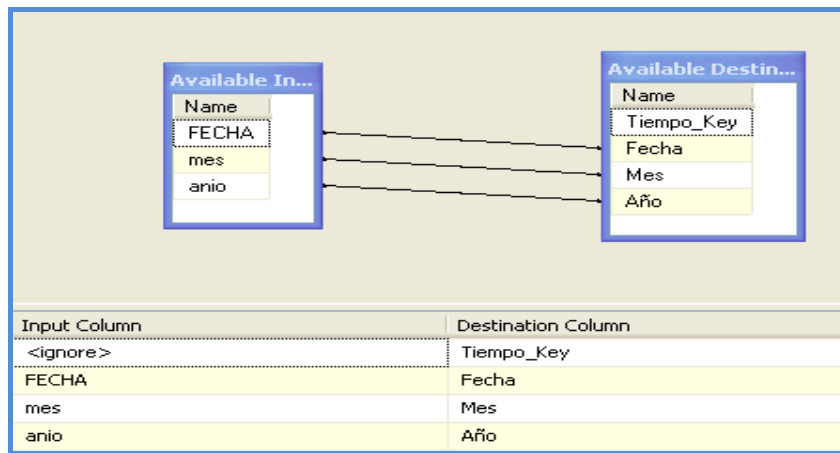 Available In...
Name
FECHA
mes
anio
Available Destin...
Name
Tiempo_Key
Fecha
Mes
Año
Input Column Destination Column
<ignore> Tiempo_Key
FECHA Fecha
mes Mes
anio Año